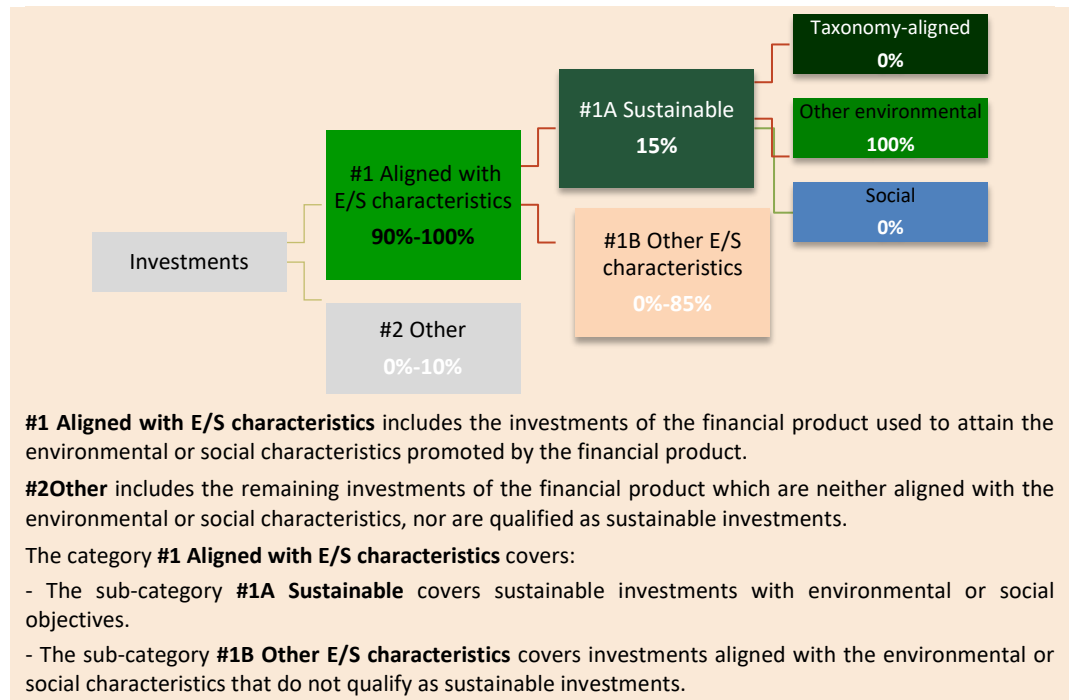 Taxonomy-aligned
0%
#1A Sustainable
15%
Other environmental
100%
#1 Aligned with
E/S characteristics
90%-100%
Social
0%
#1B Other E/S
characteristics
0%-85%
Investments
#2 Other
0%-10%
#1 Aligned with E/S characteristics includes the investments of the financial product used to attain the
environmental or social characteristics promoted by the financial product.
#2Other includes the remaining investments of the financial product which are neither aligned with the
environmental or social characteristics, nor are qualified as sustainable investments.
The category #1 Aligned with E/S characteristics covers:
- The sub-category #1A Sustainable covers sustainable investments with environmental or social
objectives.
- The sub-category #1B Other E/S characteristics covers investments aligned with the environmental or
social characteristics that do not qualify as sustainable investments.